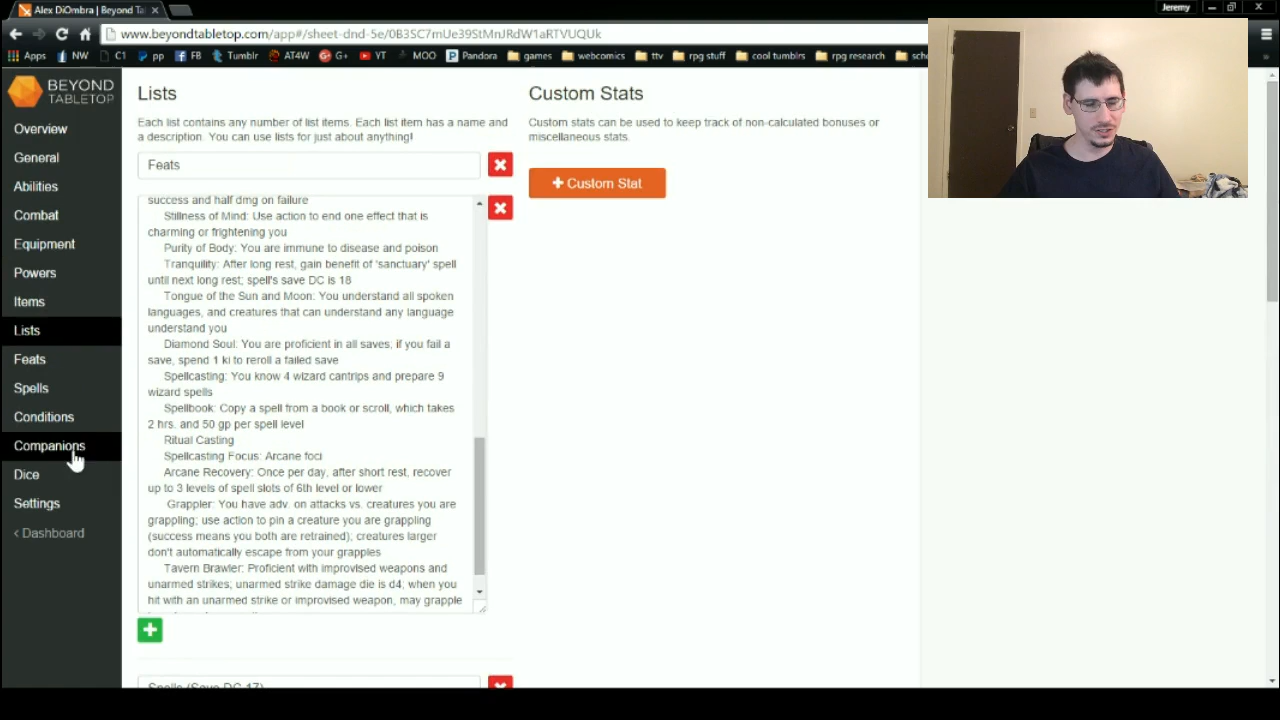 Alex DiOmbra | Beyond Ta
Jeremy
www.beyondtabletop.com/app#/sheet-dnd-5e/0B3SC7mUe39StMnJRdW1aRTVUQUk
Apps
NW
C1
pp
FB
Tumblr
AT4W
G+
YT
MOO
Pandora
games
webcomics
ttv
rpg stuff
cool tumblrs
rpg research
BEYOND
TABLETOP
Overview
General
Abilities
Combat
Equipment
Powers
Items
Lists
Feats
Spells
Conditions
Companions
Dice
Settings
< Dashboard
Lists
Each list contains any number of list items. Each list item has a name and
a description. You can use lists for just about anything!
Feats
success and half dmg on failure
Stillness of Mind: Use action to end one effect that is
charming or frightening you
Purity of Body: You are immune to disease and poison
Tranquility: After long rest, gain benefit of 'sanctuary' spell
until next long rest; spell's save DC is 18
Tongue of the Sun and Moon: You understand all spoken
languages, and creatures that can understand any language
understand you
Diamond Soul: You are proficient in all saves; if you fail a
save, spend 1 ki to reroll a failed save
Spellcasting: You know 4 wizard cantrips and prepare 9
wizard spells
Spellbook: Copy a spell from a book or scroll, which takes
2 hrs. and 50 gp per spell level
Ritual Casting
Spellcasting Focus: Arcane foci
Arcane Recovery: Once per day, after short rest, recover
up to 3 levels of spell slots of 6th level or lower
Grappler: You have adv. on attacks vs. creatures you are
grappling; use action to pin a creature you are grappling
(success means you both are retrained); creatures larger
don't automatically escape from your grapples
Tavern Brawler: Proficient with improvised weapons and
unarmed strikes; unarmed strike damage die is d4; when you
hit with an unarmed strike or improvised weapon, may grapple
Spells (Save DC 17)
Custom Stats
Custom stats can be used to keep track of non-calculated bonuses or
miscellaneous stats.
+ Custom Stat